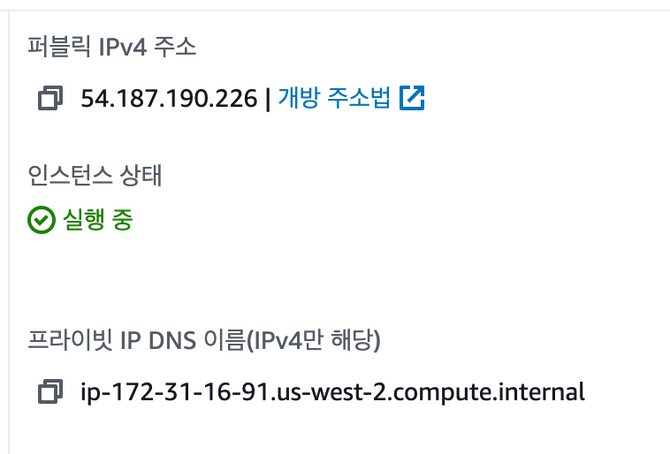 퍼블릭 IPv4 주소
54.187.190.226 | 개방 주소법
인스턴스 상태
실행 중
프라이빗 IP DNS 이름(IPv4만 해당)
ip-172-31-16-91.us-west-2.compute.internal